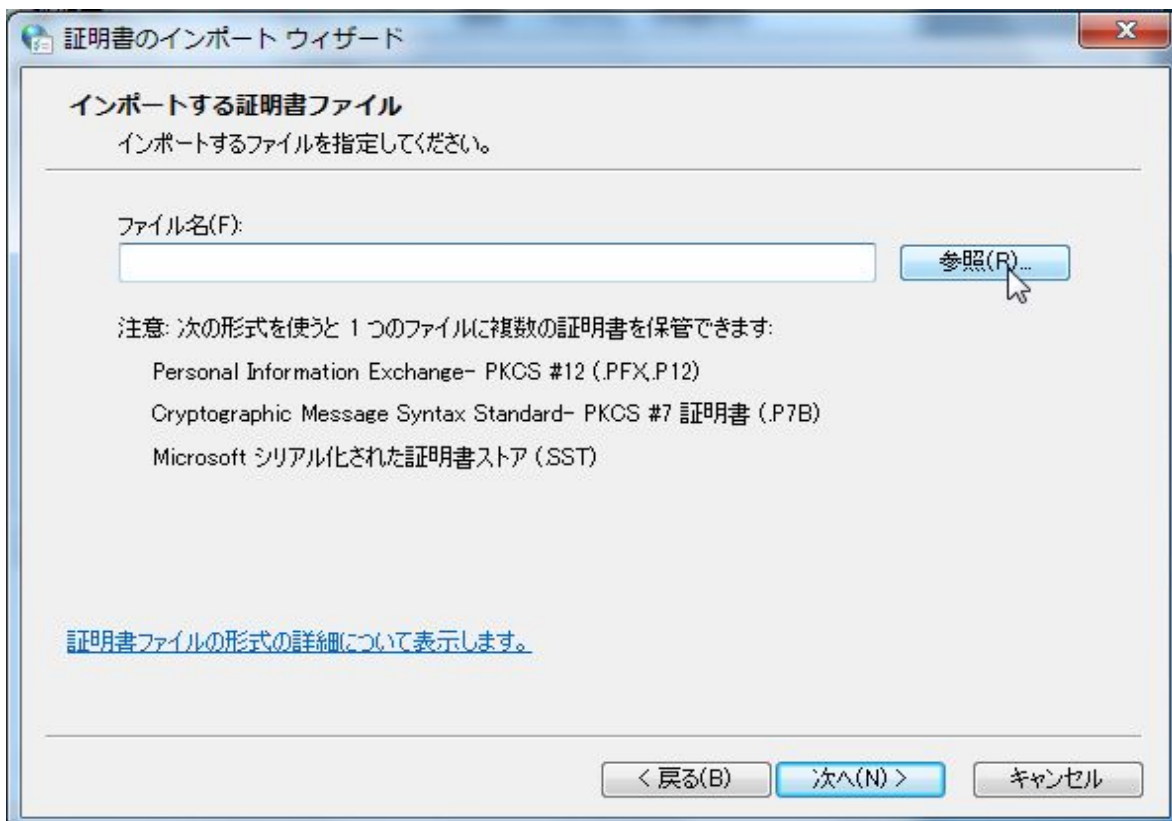 証明書のインポート ウィザード
インポートする証明書ファイル
インポートするファイルを指定してください。
ファイル名(F):
参照(R)...
注意: 次の形式を使うと 1 つのファイルに複数の証明書を保管できます:
Personal Information Exchange- PKCS #12 (.PFX,.P12)
Cryptographic Message Syntax Standard- PKCS #7 証明書 (.P7B)
Microsoft シリアル化された証明書ストア (.SST)
証明書ファイルの形式の詳細について表示します。
< 戻る(B) 次へ(N) > キャンセル